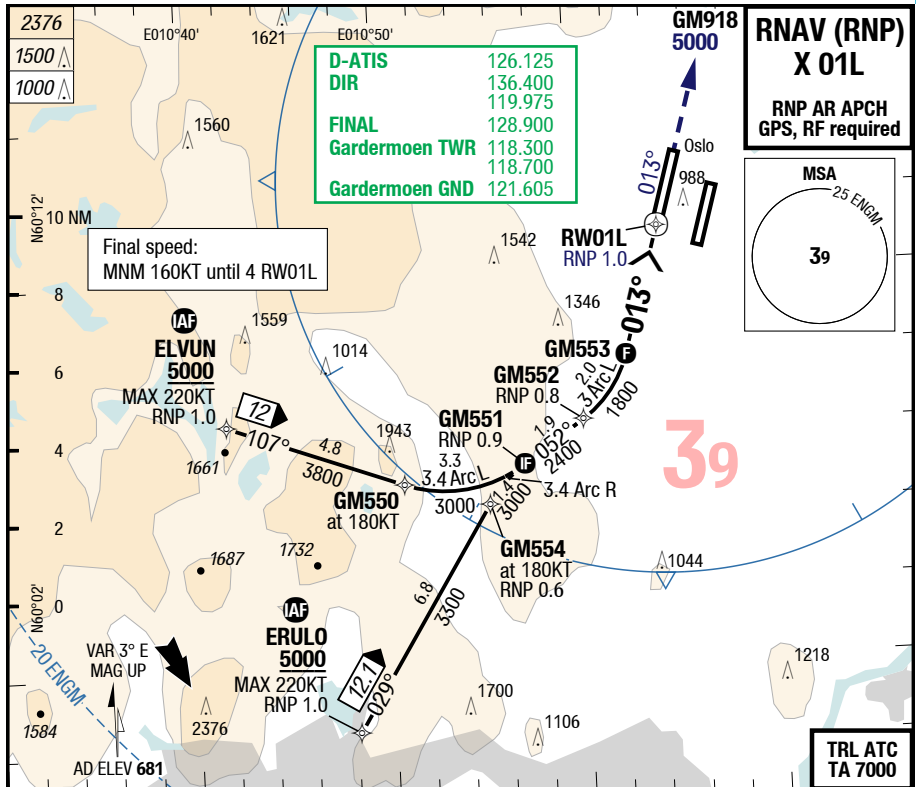 2376
1500
1000
E010°40'
1621
E010°50'
GM918
5000
RNAV (RNP)
X 01L
RNP AR APCH
GPS, RF required
D-ATIS 126.125
DIR 136.400
119.975
FINAL 128.900
Gardermoen TWR 118.300
118.700
Gardermoen GND 121.605
1560
013°
Oslo
988
MSA
25 ENGM
39
N60°12'
10 NM
Final speed:
MNM 160KT until 4 RW01L
1542
RW01L
RNP 1.0
8
IAF
ELVUN
5000
MAX 220KT
RNP 1.0
1559
1014
1346
013°
GM553
F
6
GM552
RNP 0.8
2.0
3 Arc L
1800
GM551
RNP 0.9
12
107°
4.8
3800
1943
3.3
3.4 Arc L
3000
IF
1.9
052°
2400
39
4
1661
GM550
at 180KT
1.4
3000
3.4 Arc R
2
1687
1732
GM554
at 180KT
RNP 0.6
1044
6.8
3300
N60°02'
0
IAF
ERULO
5000
MAX 220KT
RNP 1.0
12.1
029°
20 ENGM
VAR 3° E
MAG UP
1218
1584
2376
1700
1106
AD ELEV 681
TRL ATC
TA 7000